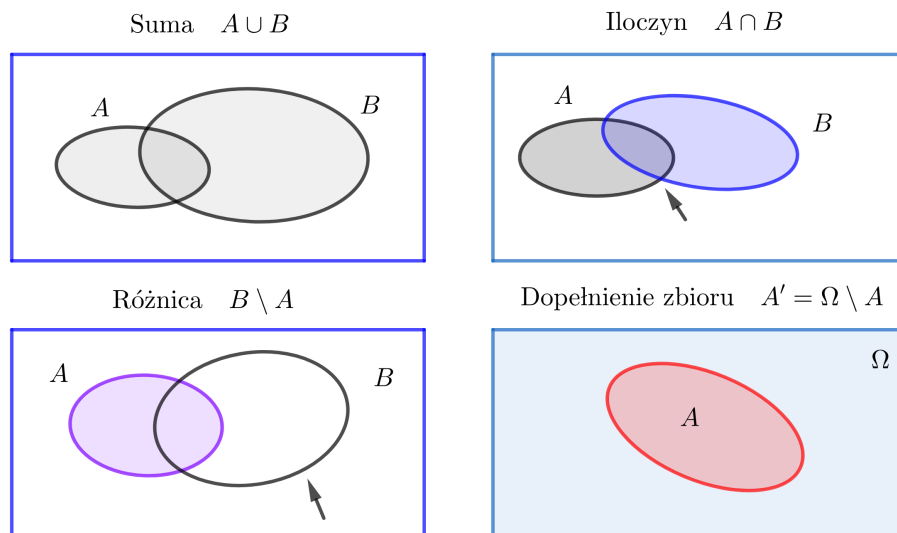 Suma A ∪ B
A
B
Iloczyn A ∩ B
A
B
Różnica B \ A
A
B
Dopełnienie zbioru A′ = Ω \ A
Ω
A